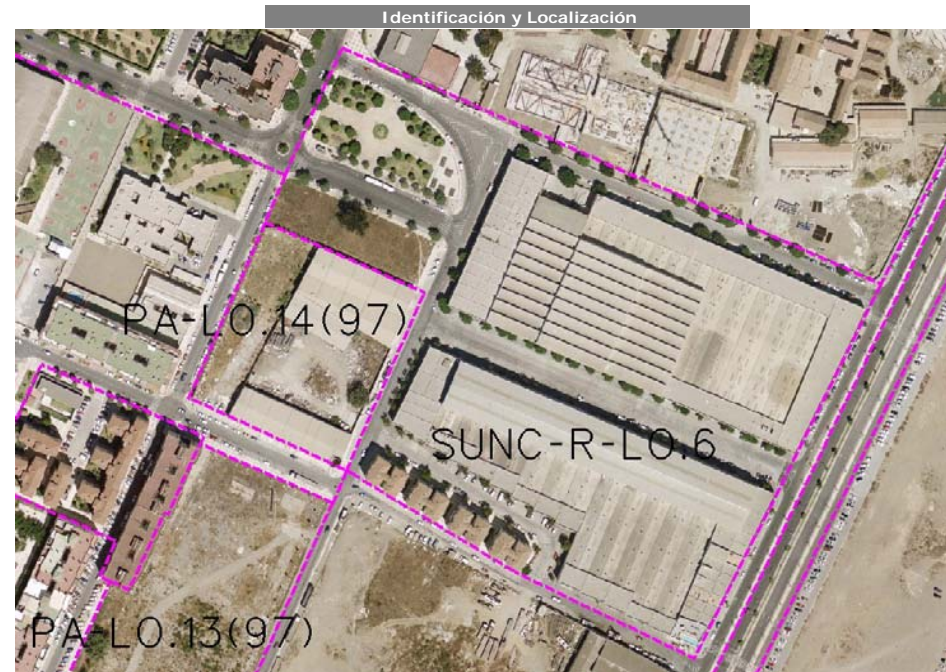 Identificación y Localización
PA-LO.14(97)
SUNC-R-LO.6
PA-LO.13(97)